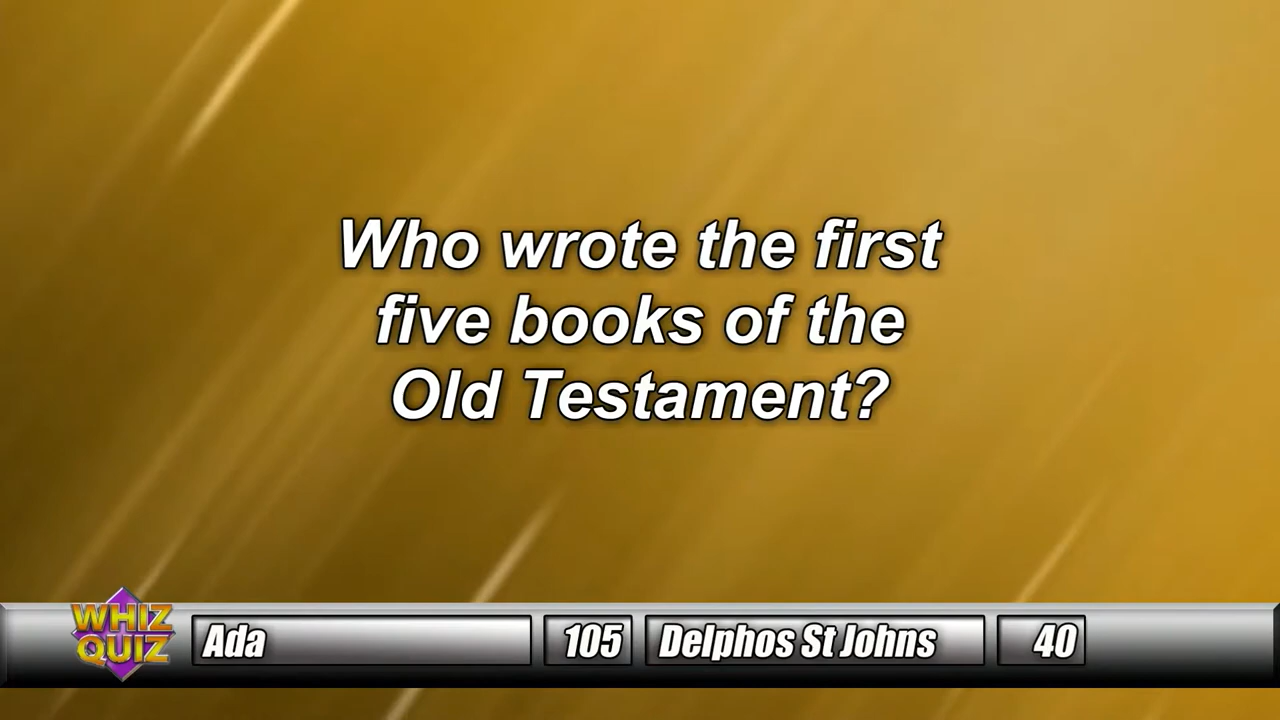 Who wrote the first
five books of the
Old Testament?
WHIZ
QUIZ
Ada
105
Delphos St Johns
40